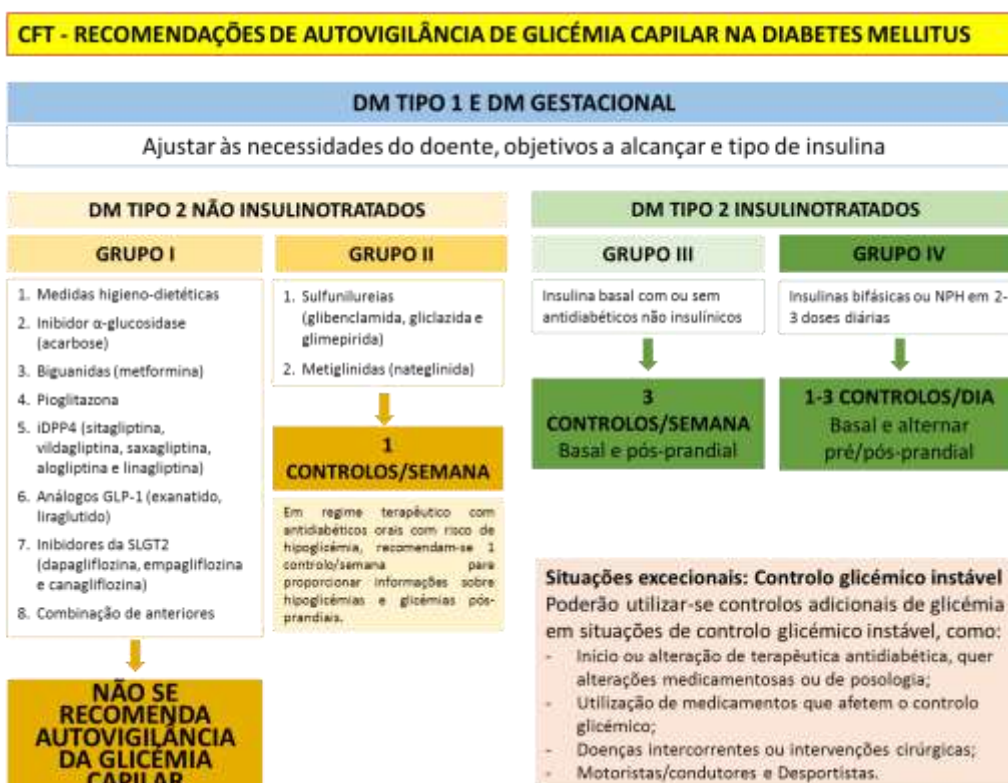 CFT - RECOMENDAÇÕES DE AUTOVIGILÂNCIA DE GLICÉMIA CAPILAR NA DIABETES MELLITUS
DM TIPO 1 E DM GESTACIONAL
Ajustar às necessidades do doente, objetivos a alcançar e tipo de insulina
DM TIPO 2 NÃO INSULINOTRATADOS
GRUPO I
1. Medidas higieno-dietéticas
2. Inibidor α-glucosidase
(acarbose)
3. Biguanidas (metformina)
4. Pioglitazona
5. iDPP4 (sitagliptina,
vildagliptina, saxagliptina,
alogliptina e linagliptina)
6. Análogos GLP-1 (exanatido,
liraglutido)
7. Inibidores da SLGT2
(dapagliflozina, empagliflozina
e canagliflozina)
8. Combinação de anteriores
NÃO SE
RECOMENDA
AUTOVIGILÂNCIA
DA GLICÉMIA
CAPILAR
GRUPO II
1. Sulfunilureias
(glibenclamida, gliclazida e
glimepirida)
2. Metiglinidas (nateglinida)
1
CONTROLOS/SEMANA
Em regime terapêutico com
antidiabéticos orais com risco de
hipoglicémia, recomendam-se 1
controlo/semana para
proporcionar informações sobre
hipoglicémias e glicémias pós-
prandiais.
DM TIPO 2 INSULINOTRATADOS
GRUPO III
Insulina basal com ou sem
antidiabéticos não insulínicos
3
CONTROLOS/SEMANA
Basal e pós-prandial
GRUPO IV
Insulinas bifásicas ou NPH em 2-
3 doses diárias
1-3 CONTROLOS/DIA
Basal e alternar
pré/pós-prandial
Situações excecionais: Controlo glicémico instável
Poderão utilizar-se controlos adicionais de glicémia
em situações de controlo glicémico instável, como:
- Início ou alteração de terapêutica antidiabética, quer
alterações medicamentosas ou de posologia;
- Utilização de medicamentos que afetem o controlo
glicémico;
- Doenças intercorrentes ou intervenções cirúrgicas;
- Motoristas/condutores e Desportistas.